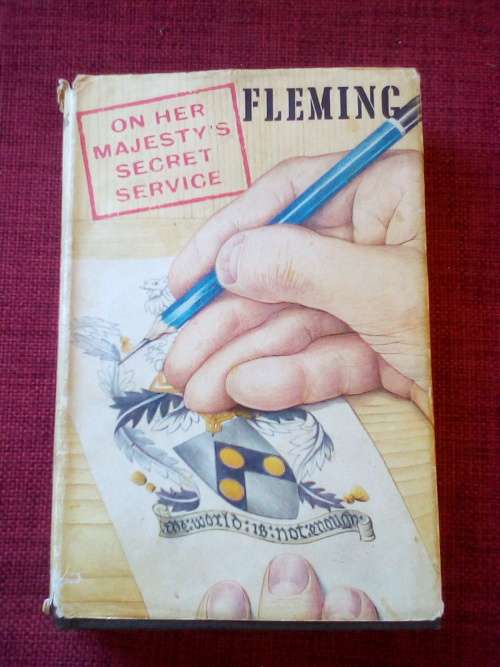 ON HER
MAJESTY'S
SECRET
SERVICE
FLEMING
the:world:is:not:enough